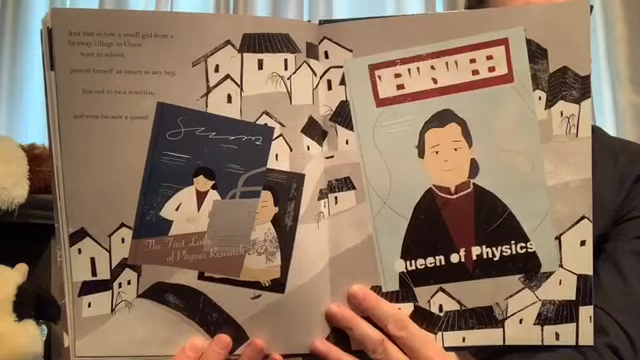 And that is how a small girl from a
faraway village in China
went to school,
proved herself as smart as any boy,
learned to be a scientist,
and even became a queen!
The First Lady
of Physics Research
NEWSWEEK
Queen of Physics